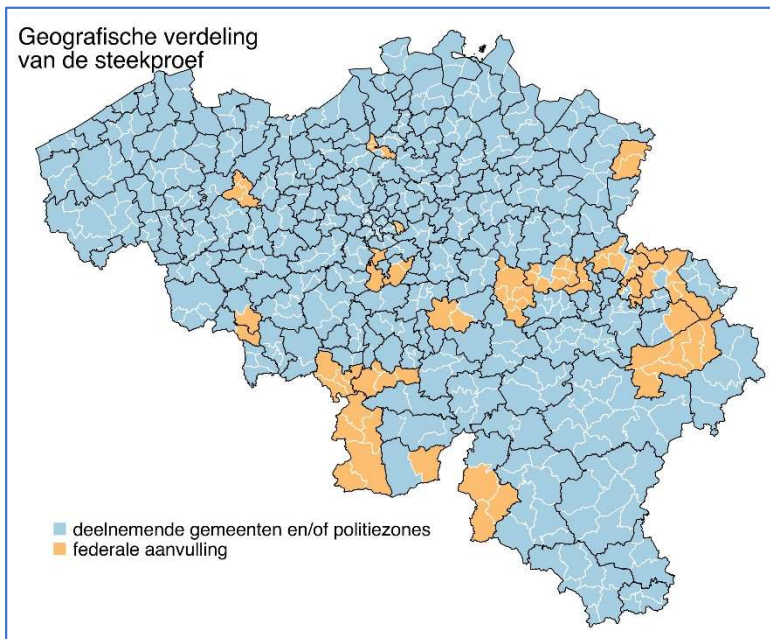 Geografische verdeling
van de steekproef
deelnemende gemeenten en/of politiezones
federale aanvulling